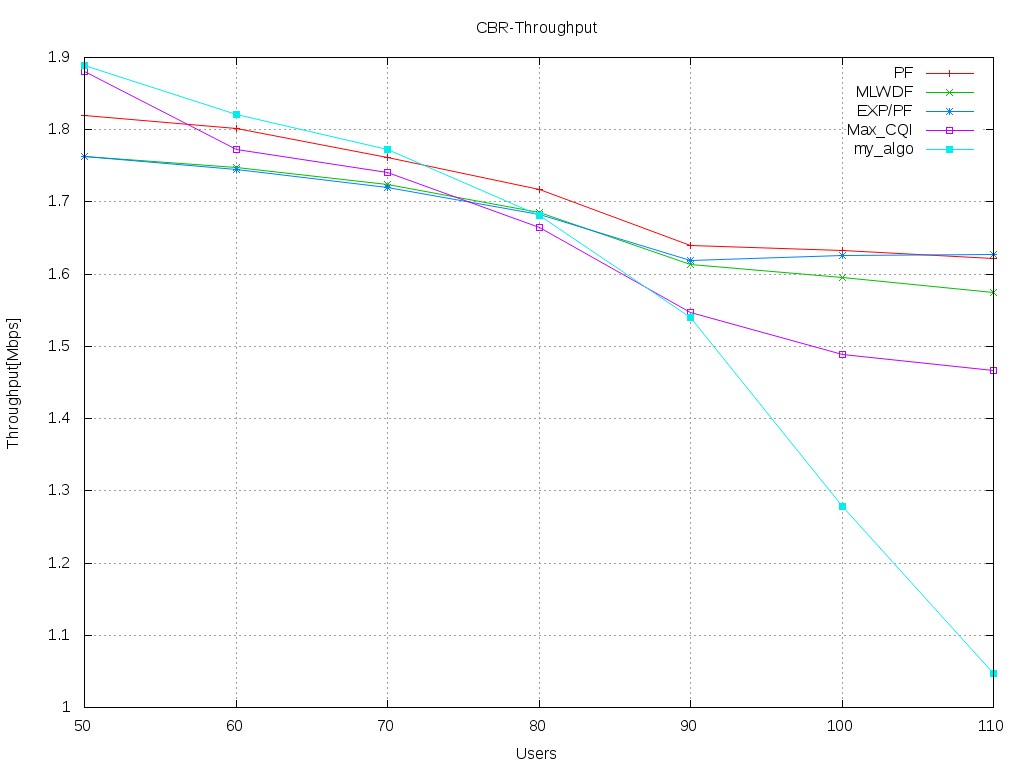 CBR-Throughput
PF
MLWDF
EXP/PF
Max_CQI
my_algo
1.9
1.8
1.7
1.6
1.5
1.4
1.3
1.2
1.1
1
Throughput[Mbps]
50 60 70 80 90 100 110
Users